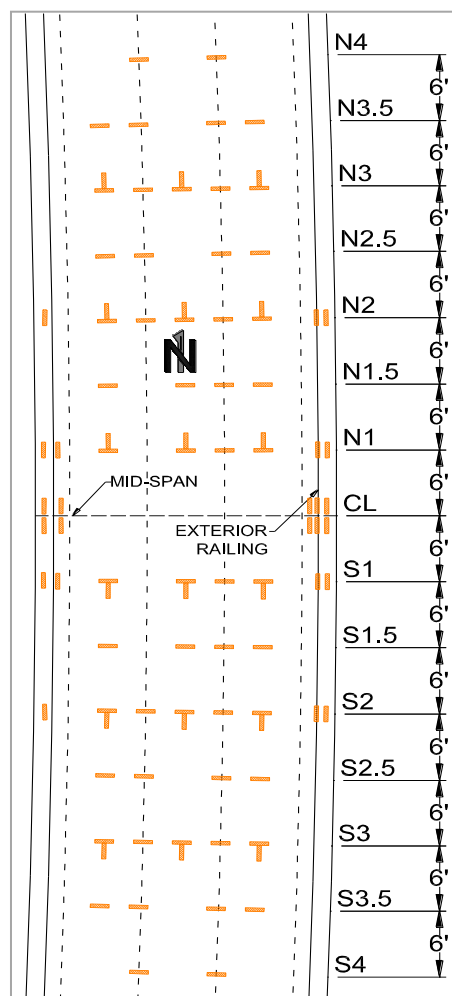 N4
6'
N3.5
6'
N3
6'
N2.5
6'
N2
6'
N
N1.5
6'
N1
6'
MID-SPAN
CL
EXTERIOR
RAILING
6'
S1
6'
S1.5
6'
S2
6'
S2.5
6'
S3
6'
S3.5
6'
S4